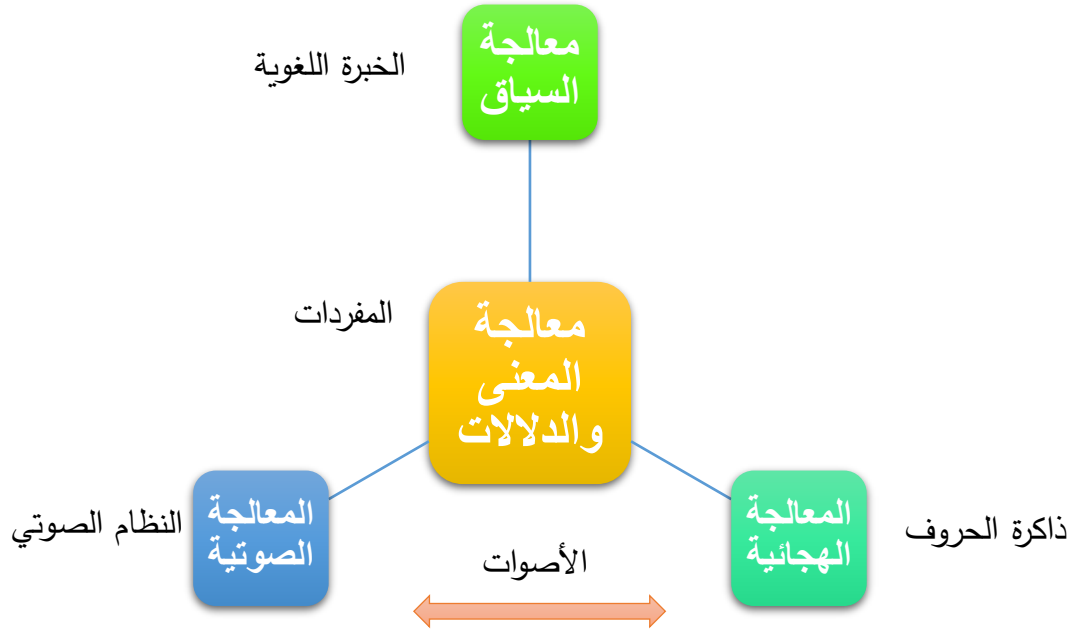 معالجة
السياق
الخبرة اللغوية
المفردات
معالجة
المعنى
والدلالات
المعالجة
الهجائية
ذاكرة الحروف
المعالجة
الصوتية
النظام الصوتي
الأصوات